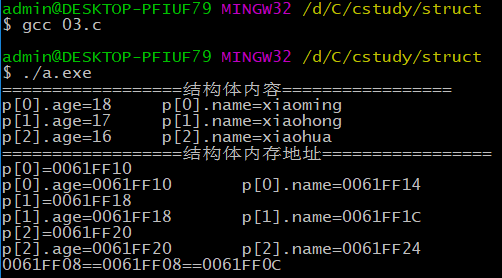 admin@DESKTOP-PFIUF79 MINGW32 /d/C/cstudy/struct
$ gcc 03.c
admin@DESKTOP-PFIUF79 MINGW32 /d/C/cstudy/struct
$ ./a.exe
==================结构体内容=================
p[0].age=18     p[0].name=xiaoming
p[1].age=17     p[1].name=xiaohong
p[2].age=16     p[2].name=xiaohua
==================结构体内存地址=================
p[0]=0061FF10
p[0].age=0061FF10       p[0].name=0061FF14
p[1]=0061FF18
p[1].age=0061FF18       p[1].name=0061FF1C
p[2]=0061FF20
p[2].age=0061FF20       p[2].name=0061FF24
0061FF08==0061FF08==0061FF0C